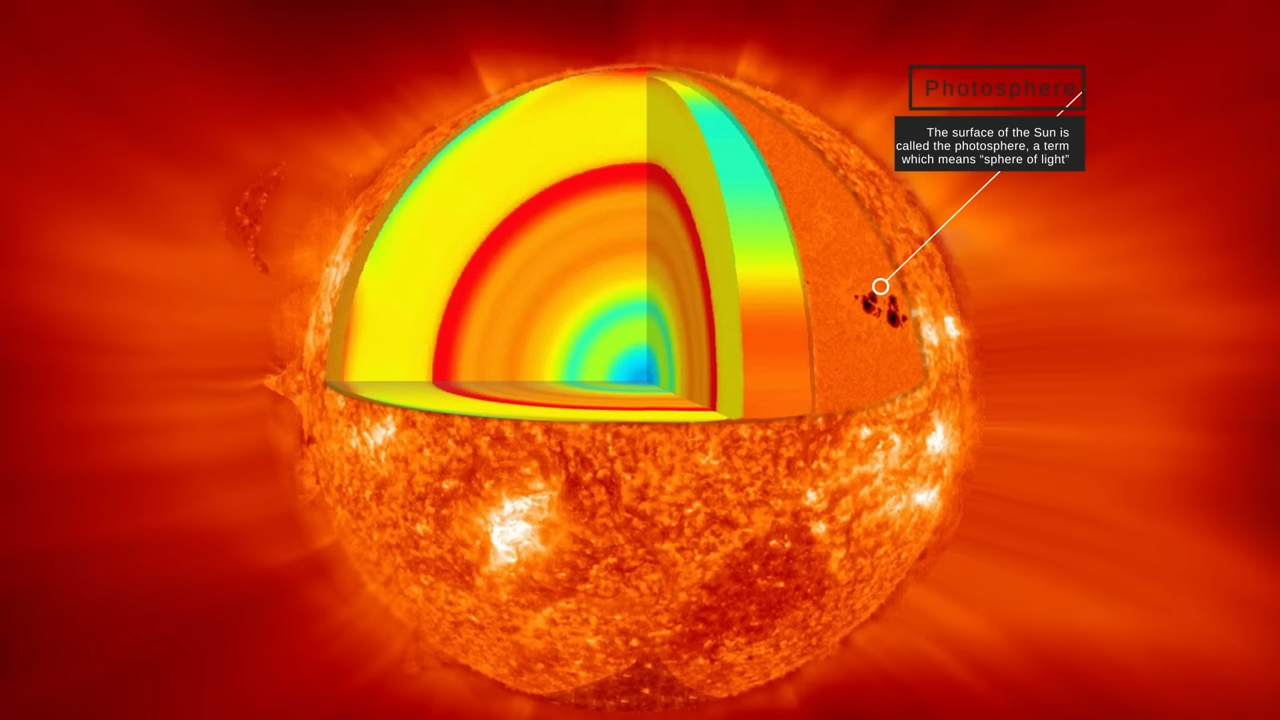 Photosphere
The surface of the Sun is
called the photosphere, a term
which means “sphere of light”